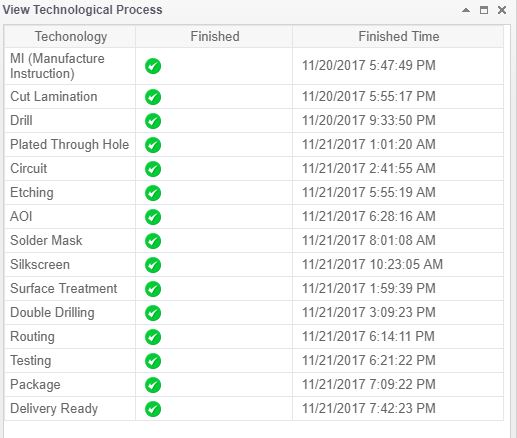 View Technological Process
Techonology Finished Finished Time
MI (Manufacture
Instruction) 11/20/2017 5:47:49 PM
Cut Lamination 11/20/2017 5:55:17 PM
Drill 11/20/2017 9:33:50 PM
Plated Through Hole 11/21/2017 1:01:20 AM
Circuit 11/21/2017 2:41:55 AM
Etching 11/21/2017 5:55:19 AM
AOI 11/21/2017 6:28:16 AM
Solder Mask 11/21/2017 8:01:08 AM
Silkscreen 11/21/2017 10:23:05 AM
Surface Treatment 11/21/2017 1:59:39 PM
Double Drilling 11/21/2017 3:09:23 PM
Routing 11/21/2017 6:14:11 PM
Testing 11/21/2017 6:21:22 PM
Package 11/21/2017 7:09:22 PM
Delivery Ready 11/21/2017 7:42:23 PM